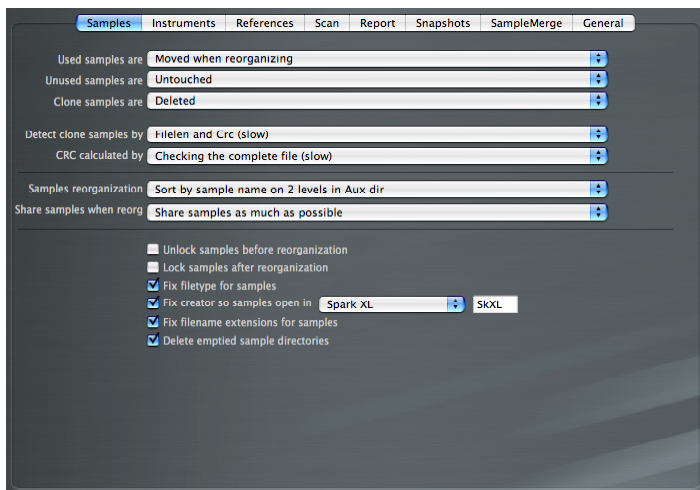 Samples Instruments References Scan Report Snapshots SampleMerge General
Used samples are Moved when reorganizing
Unused samples are Untouched
Clone samples are Deleted
Detect clone samples by Filelen and Crc (slow)
CRC calculated by Checking the complete file (slow)
Samples reorganization Sort by sample name on 2 levels in Aux dir
Share samples when reorg Share samples as much as possible
Unlock samples before reorganization
Lock samples after reorganization
Fix filetype for samples
Fix creator so samples open in Spark XL SkXL
Fix filename extensions for samples
Delete emptied sample directories